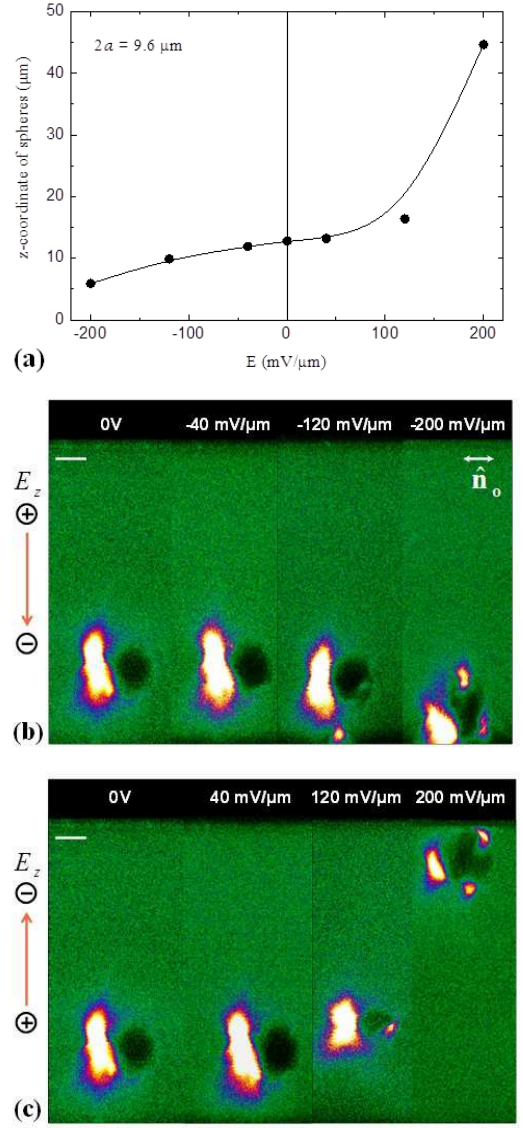 50
40
30
20
10
0
z-coordinate of spheres (μm)
2a = 9.6 μm
-200 -100 0 100 200
E (mV/μm)
(a)
0V -40 mV/μm -120 mV/μm -200 mV/μm
n̂ₒ
E_z
+
−
(b)
0V 40 mV/μm 120 mV/μm 200 mV/μm
E_z
−
+
(c)